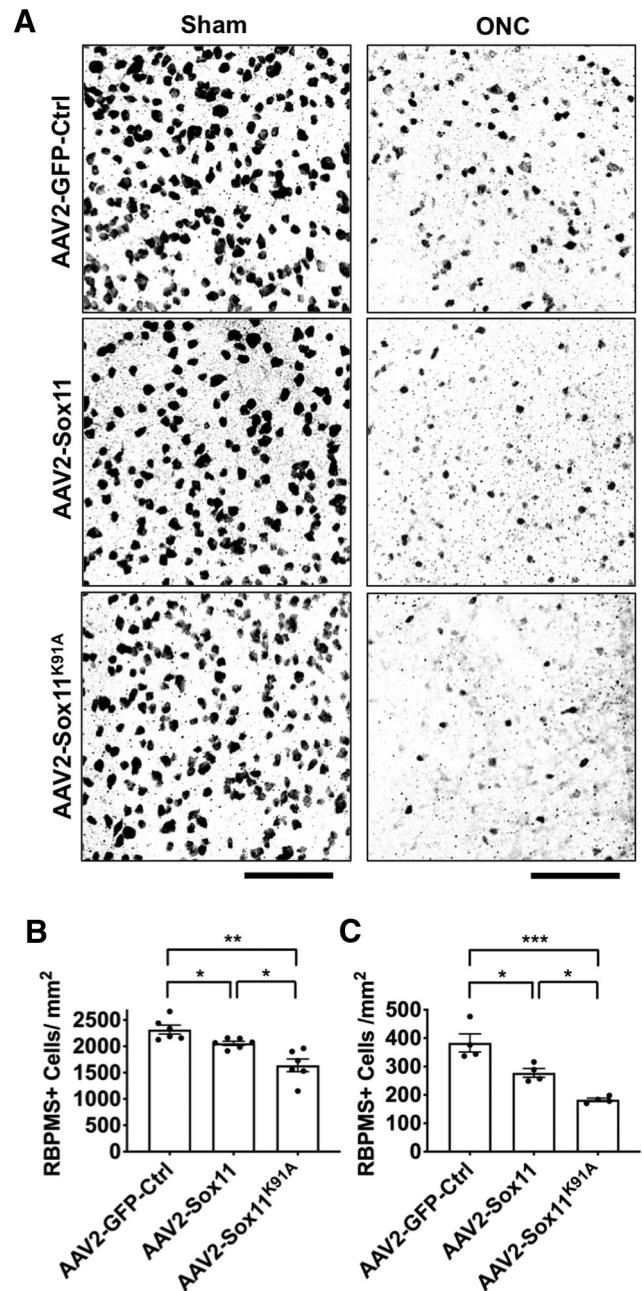 A
Sham
ONC
AAV2-GFP-Ctrl
AAV2-Sox11
AAV2-Sox11K91A
B
C
**
*
*
RBPMS+ Cells/ mm2
2500
2000
1500
1000
500
0
AAV2-GFP-Ctrl
AAV2-Sox11
AAV2-Sox11K91A
***
*
*
RBPMS+ Cells /mm2
500
400
300
200
100
0
AAV2-GFP-Ctrl
AAV2-Sox11
AAV2-Sox11K91A